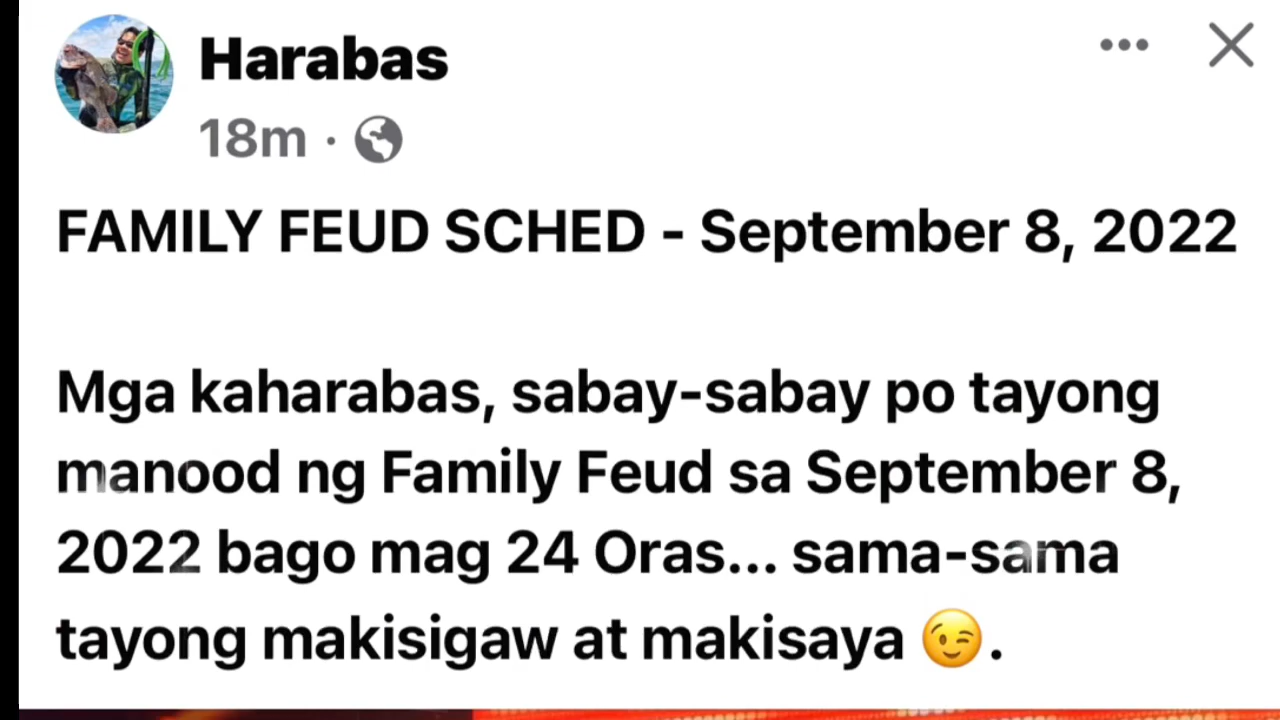 Harabas
18m ·
FAMILY FEUD SCHED - September 8, 2022
Mga kaharabas, sabay-sabay po tayong
manood ng Family Feud sa September 8,
2022 bago mag 24 Oras... sama-sama
tayong makisigaw at makisaya 😉.